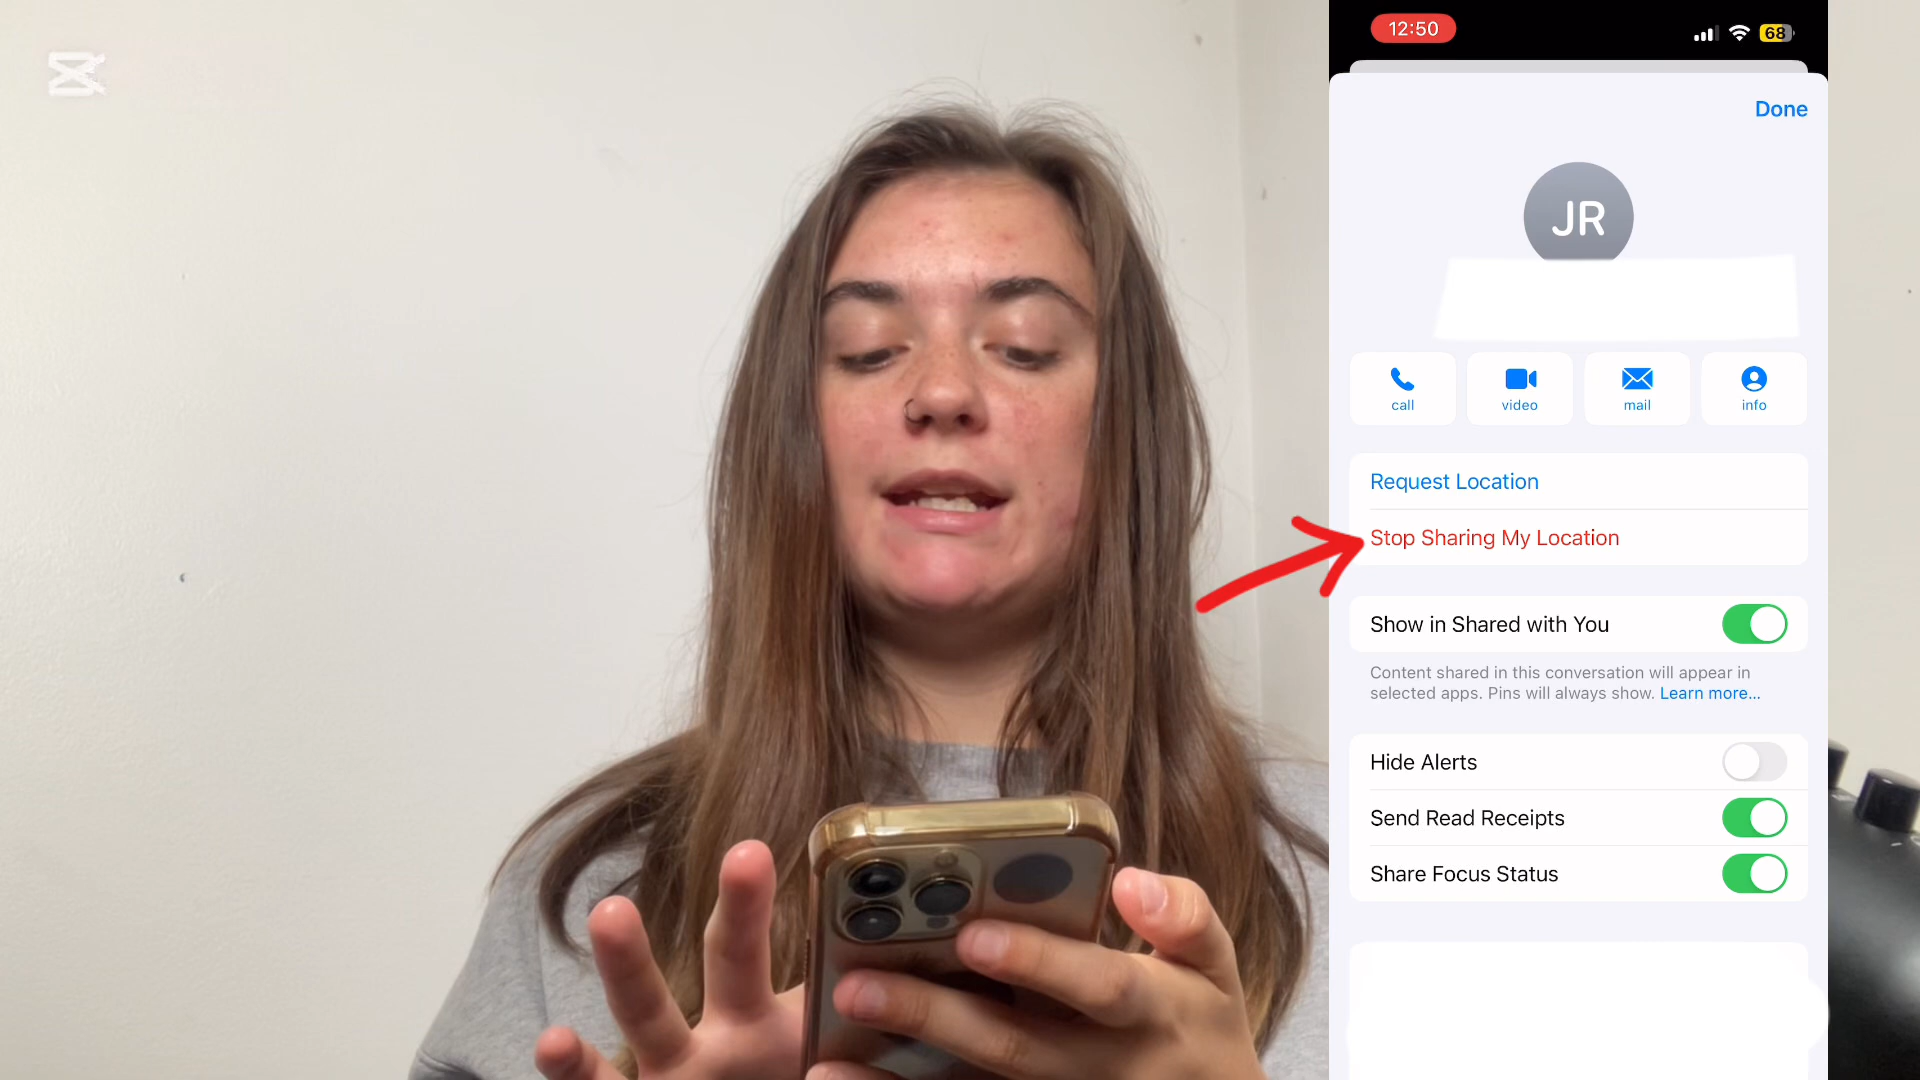 12:50
68
Done
JR
call
video
mail
info
Request Location
Stop Sharing My Location
Show in Shared with You
Content shared in this conversation will appear in
selected apps. Pins will always show. Learn more...
Hide Alerts
Send Read Receipts
Share Focus Status